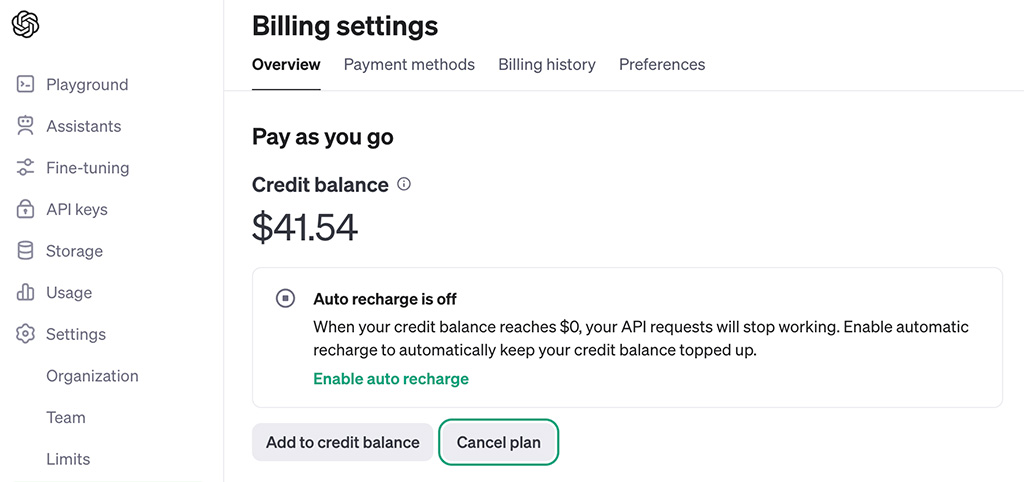 Playground
Assistants
Fine-tuning
API keys
Storage
Usage
Settings
Organization
Team
Limits
Billing settings
Overview Payment methods Billing history Preferences
Pay as you go
Credit balance
$41.54
Auto recharge is off
When your credit balance reaches $0, your API requests will stop working. Enable automatic
recharge to automatically keep your credit balance topped up.
Enable auto recharge
Add to credit balance Cancel plan